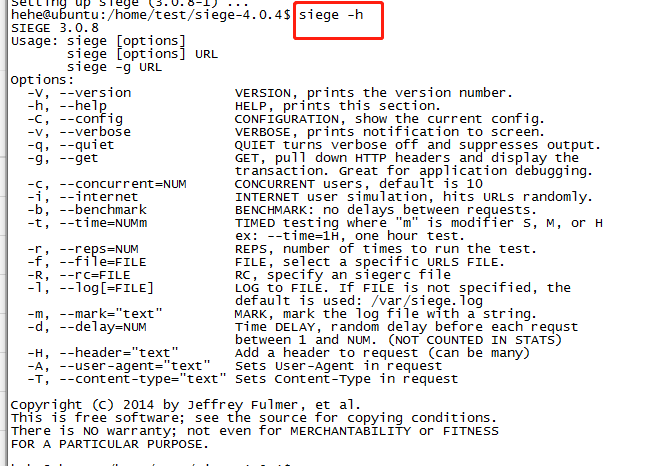 Setting up siege (3.0.8-1) ...
hehe@ubuntu:/home/test/siege-4.0.4$ siege -h
SIEGE 3.0.8
Usage: siege [options]
       siege [options] URL
       siege -g URL
Options:
  -V, --version             VERSION, prints the version number.
  -h, --help                HELP, prints this section.
  -C, --config              CONFIGURATION, show the current config.
  -v, --verbose             VERBOSE, prints notification to screen.
  -q, --quiet               QUIET turns verbose off and suppresses output.
  -g, --get                 GET, pull down HTTP headers and display the
                            transaction. Great for application debugging.
  -c, --concurrent=NUM      CONCURRENT users, default is 10
  -i, --internet            INTERNET user simulation, hits URLs randomly.
  -b, --benchmark           BENCHMARK: no delays between requests.
  -t, --time=NUMm           TIMED testing where "m" is modifier S, M, or H
                            ex: --time=1H, one hour test.
  -r, --reps=NUM            REPS, number of times to run the test.
  -f, --file=FILE           FILE, select a specific URLS FILE.
  -R, --rc=FILE             RC, specify an siegerc file
  -l, --log[=FILE]          LOG to FILE. If FILE is not specified, the
                            default is used: /var/siege.log
  -m, --mark="text"         MARK, mark the log file with a string.
  -d, --delay=NUM           Time DELAY, random delay before each requst
                            between 1 and NUM. (NOT COUNTED IN STATS)
  -H, --header="text"       Add a header to request (can be many)
  -A, --user-agent="text"   Sets User-Agent in request
  -T, --content-type="text" Sets Content-Type in request
Copyright (C) 2014 by Jeffrey Fulmer, et al.
This is free software; see the source for copying conditions.
There is NO warranty; not even for MERCHANTABILITY or FITNESS
FOR A PARTICULAR PURPOSE.
hehe@ubuntu:/home/test/siege-4.0.4$